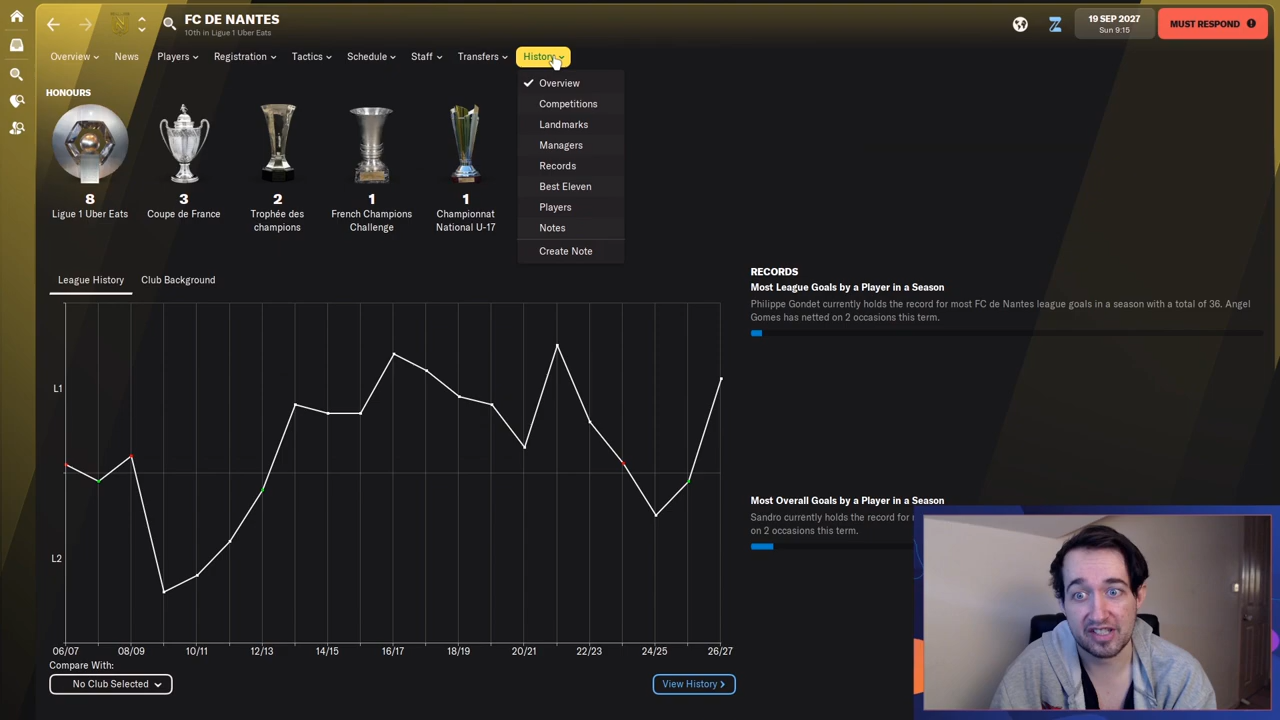 FC DE NANTES
10th in Ligue 1 Uber Eats
19 SEP 2027
Sun 9:15
MUST RESPOND
Overview
News
Players
Registration
Tactics
Schedule
Staff
Transfers
History
Overview
Competitions
Landmarks
Managers
Records
Best Eleven
Players
Notes
Create Note
HONOURS
8
Ligue 1 Uber Eats
3
Coupe de France
2
Trophée des
champions
1
French Champions
Challenge
1
Championnat
National U-17
League History
Club Background
L1
L2
06/07
08/09
10/11
12/13
14/15
16/17
18/19
20/21
22/23
24/25
26/27
Compare With:
No Club Selected
View History
RECORDS
Most League Goals by a Player in a Season
Philippe Gondet currently holds the record for most FC de Nantes league goals in a season with a total of 36. Angel
Gomes has netted on 2 occasions this term.
Most Overall Goals by a Player in a Season
Sandro currently holds the record for
on 2 occasions this term.